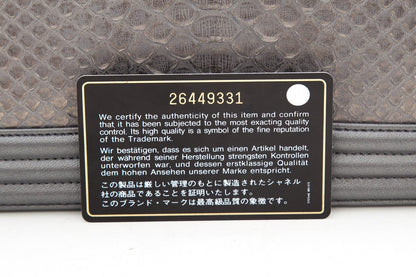 26449331
We certify the authenticity of this item and confirm
that it has been subjected to the most exacting quality
control. Its high quality is a symbol of the fine reputation
of the Trademark.
Wir bestätigen, dass es sich um einen Artikel handelt,
der während seiner Herstellung strengsten Kontrollen
unterworfen war, und dessen erstklassige Qualität
dem hohen Ansehen unserer Marke entspricht.
この製品は厳しい管理のもとに製造されたシャネル
社の商品であることを証明いたします。
このブランド・マークは最高級品質の象徴です。